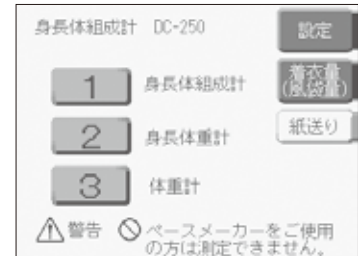 身長体組成計 DC-250
設定
1 身長体組成計
着衣量
(風袋量)
2 身長体重計
紙送り
3 体重計
警告 ペースメーカーをご使用
の方は測定できません。